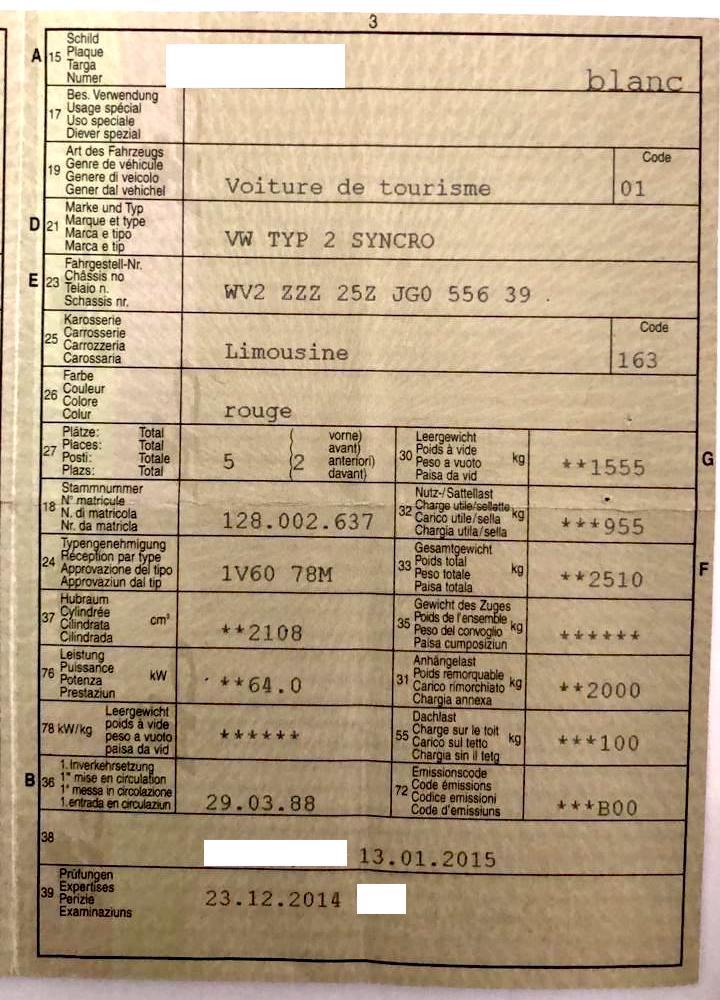 3
A 15 Schild
Plaque
Targa
Numer
blanc
17 Bes. Verwendung
Usage spécial
Uso speciale
Diever spezial
19 Art des Fahrzeugs
Genre de véhicule
Genere di veicolo
Gener dal vehichel
Voiture de tourisme
Code
01
D 21 Marke und Typ
Marque et type
Marca e tipo
Marca e tip
VW TYP 2 SYNCRO
E 23 Fahrgestell-Nr.
Châssis no
Telaio n.
Schassis nr.
WV2 ZZZ 25Z JG0 556 39 .
25 Karosserie
Carrosserie
Carrozzeria
Carossaria
Limousine
Code
163
26 Farbe
Couleur
Colore
Colur
rouge
27 Plätze: Total
Places: Total
Posti: Totale
Plazs: Total
5 (2 vorne)
avant)
anteriori)
davant)
30 Leergewicht
Poids à vide
Peso a vuoto
Paisa da vid
kg
**1555
G
18 Stammnummer
N° matricule
N. di matricola
Nr. da matricla
128.002.637
32 Nutz-/Sattellast
Charge utile/sellette
Carico utile/sella
Chargia utila/sella
kg
***955
24 Typengenehmigung
Réception par type
Approvazione del tipo
Approvaziun dal tip
1V60 78M
33 Gesamtgewicht
Poids total
Peso totale
Paisa totala
kg
**2510
F
37 Hubraum
Cylindrée
Cilindrata
Cilindrada
cm³
**2108
35 Gewicht des Zuges
Poids de l'ensemble
Peso del convoglio
Paisa cumposiziun
kg
******
76 Leistung
Puissance
Potenza
Prestaziun
kW
**64.0
31 Anhängelast
Poids remorquable
Carico rimorchiato
Chargia annexa
kg
**2000
78 kW/kg Leergewicht
poids à vide
peso a vuoto
paisa da vid
******
55 Dachlast
Charge sur le toit
Carico sul tetto
Chargia sin il tetg
kg
***100
B 36 1. Inverkehrsetzung
1re mise en circulation
1a messa in circolazione
1. entrada en circulaziun
29.03.88
72 Emissionscode
Code émissions
Codice emissioni
Code d'emissiuns
***B00
38
13.01.2015
39 Prüfungen
Expertises
Perizie
Examinaziuns
23.12.2014